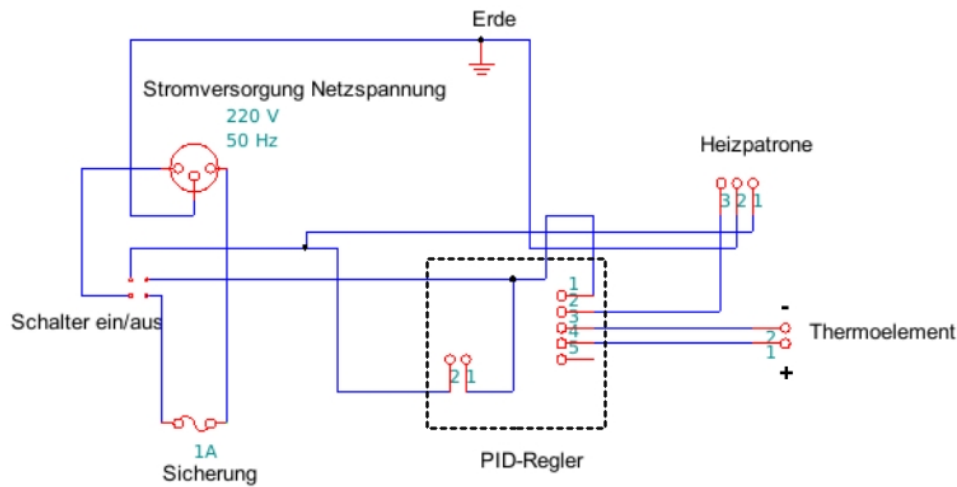 Erde
Stromversorgung Netzspannung
220 V
50 Hz
Heizpatrone
3 2 1
Schalter ein/aus
1
2
3
4
5
2 1
-
2
1
+
Thermoelement
1A
Sicherung
PID-Regler